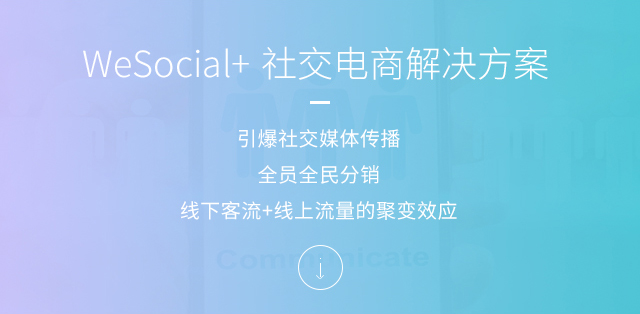 WeSocial+ 社交电商解决方案
引爆社交媒体传播
全员全民分销
线下客流+线上流量的聚变效应
Communicate